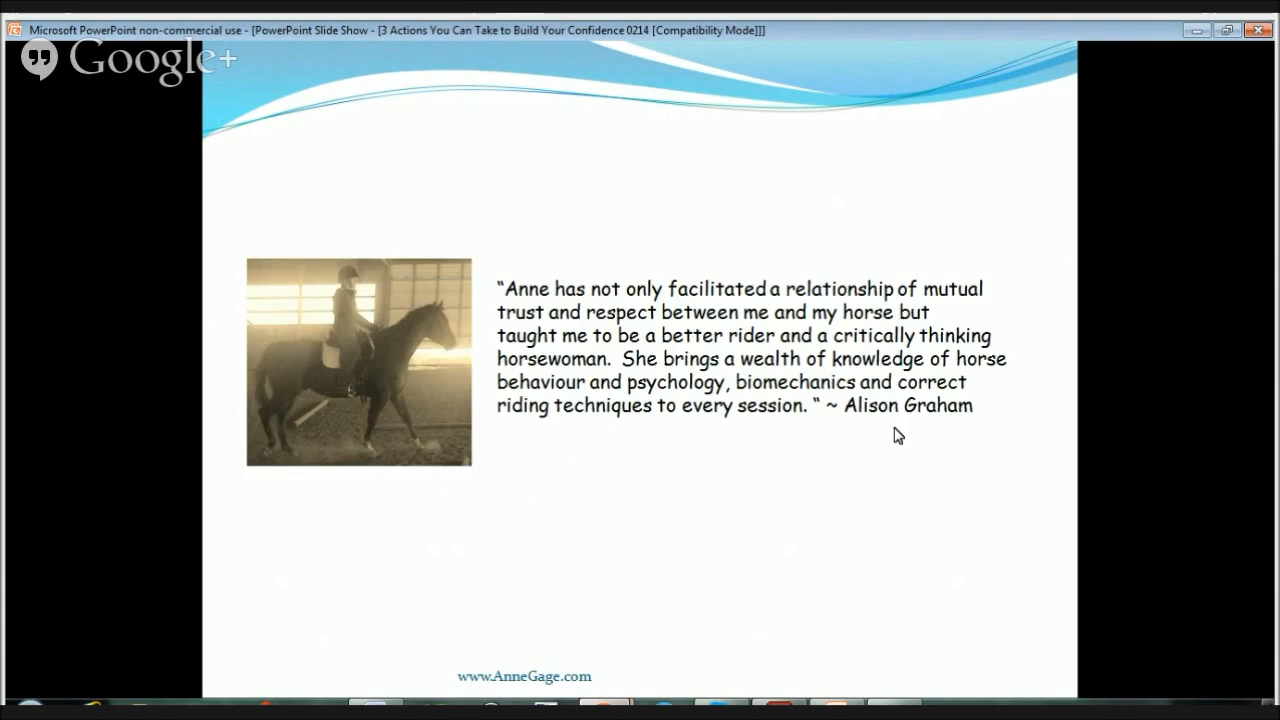 Microsoft PowerPoint non-commercial use - [PowerPoint Slide Show - [3 Actions You Can Take to Build Your Confidence 0214 [Compatibility Mode]]]
Google+
“Anne has not only facilitated a relationship of mutual
trust and respect between me and my horse but
taught me to be a better rider and a critically thinking
horsewoman.  She brings a wealth of knowledge of horse
behaviour and psychology, biomechanics and correct
riding techniques to every session. “ ~ Alison Graham
www.AnneGage.com